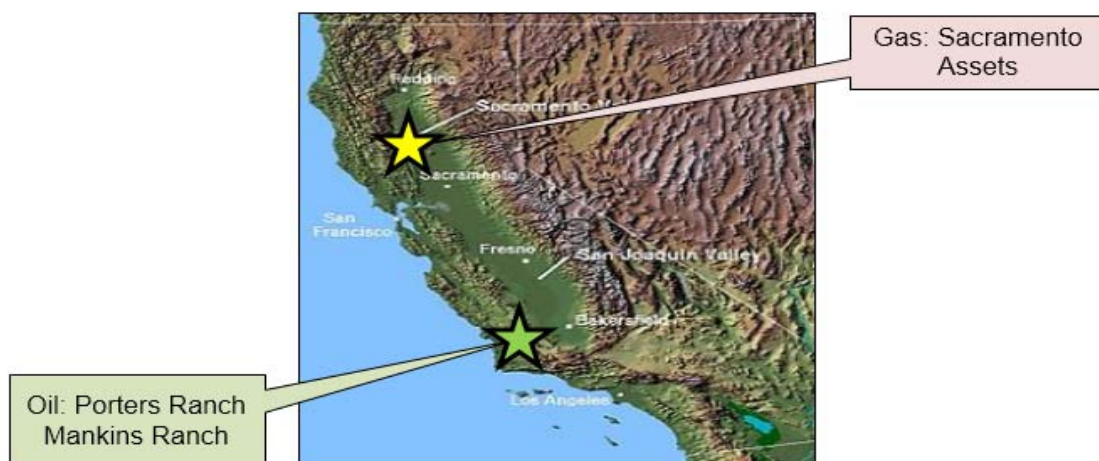 Gas: Sacramento
Assets
Redding
Sacramento V
Sacramento
San
Francisco
Fresno
San Joaquin Valley
Bakersfield
Los Angeles
Oil: Porters Ranch
Mankins Ranch